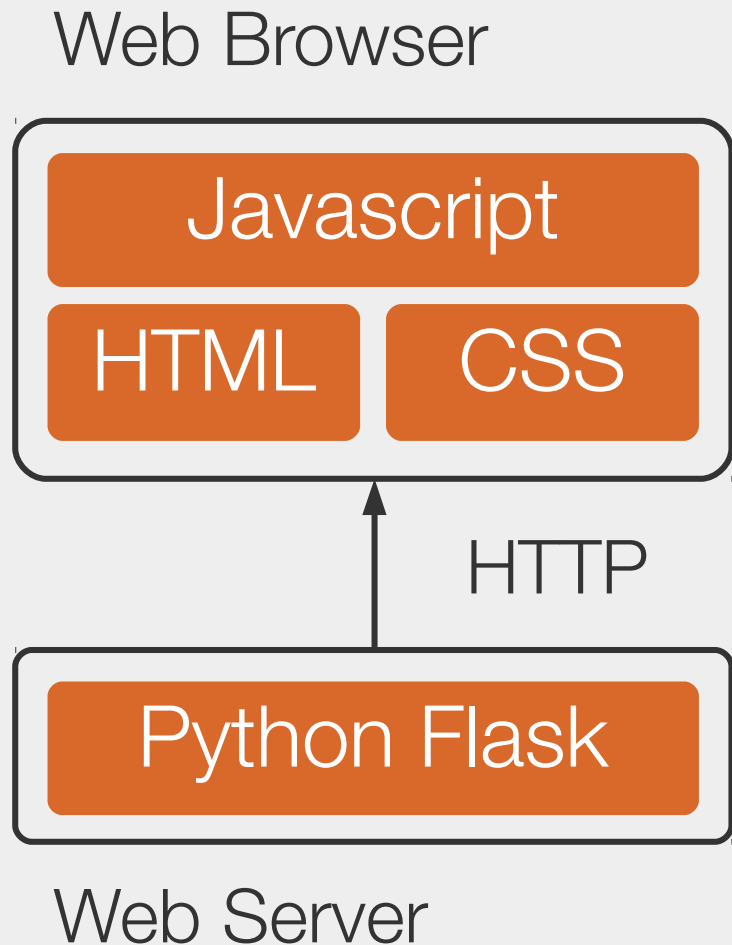 Web Browser
Javascript
HTML
CSS
HTTP
Python Flask
Web Server